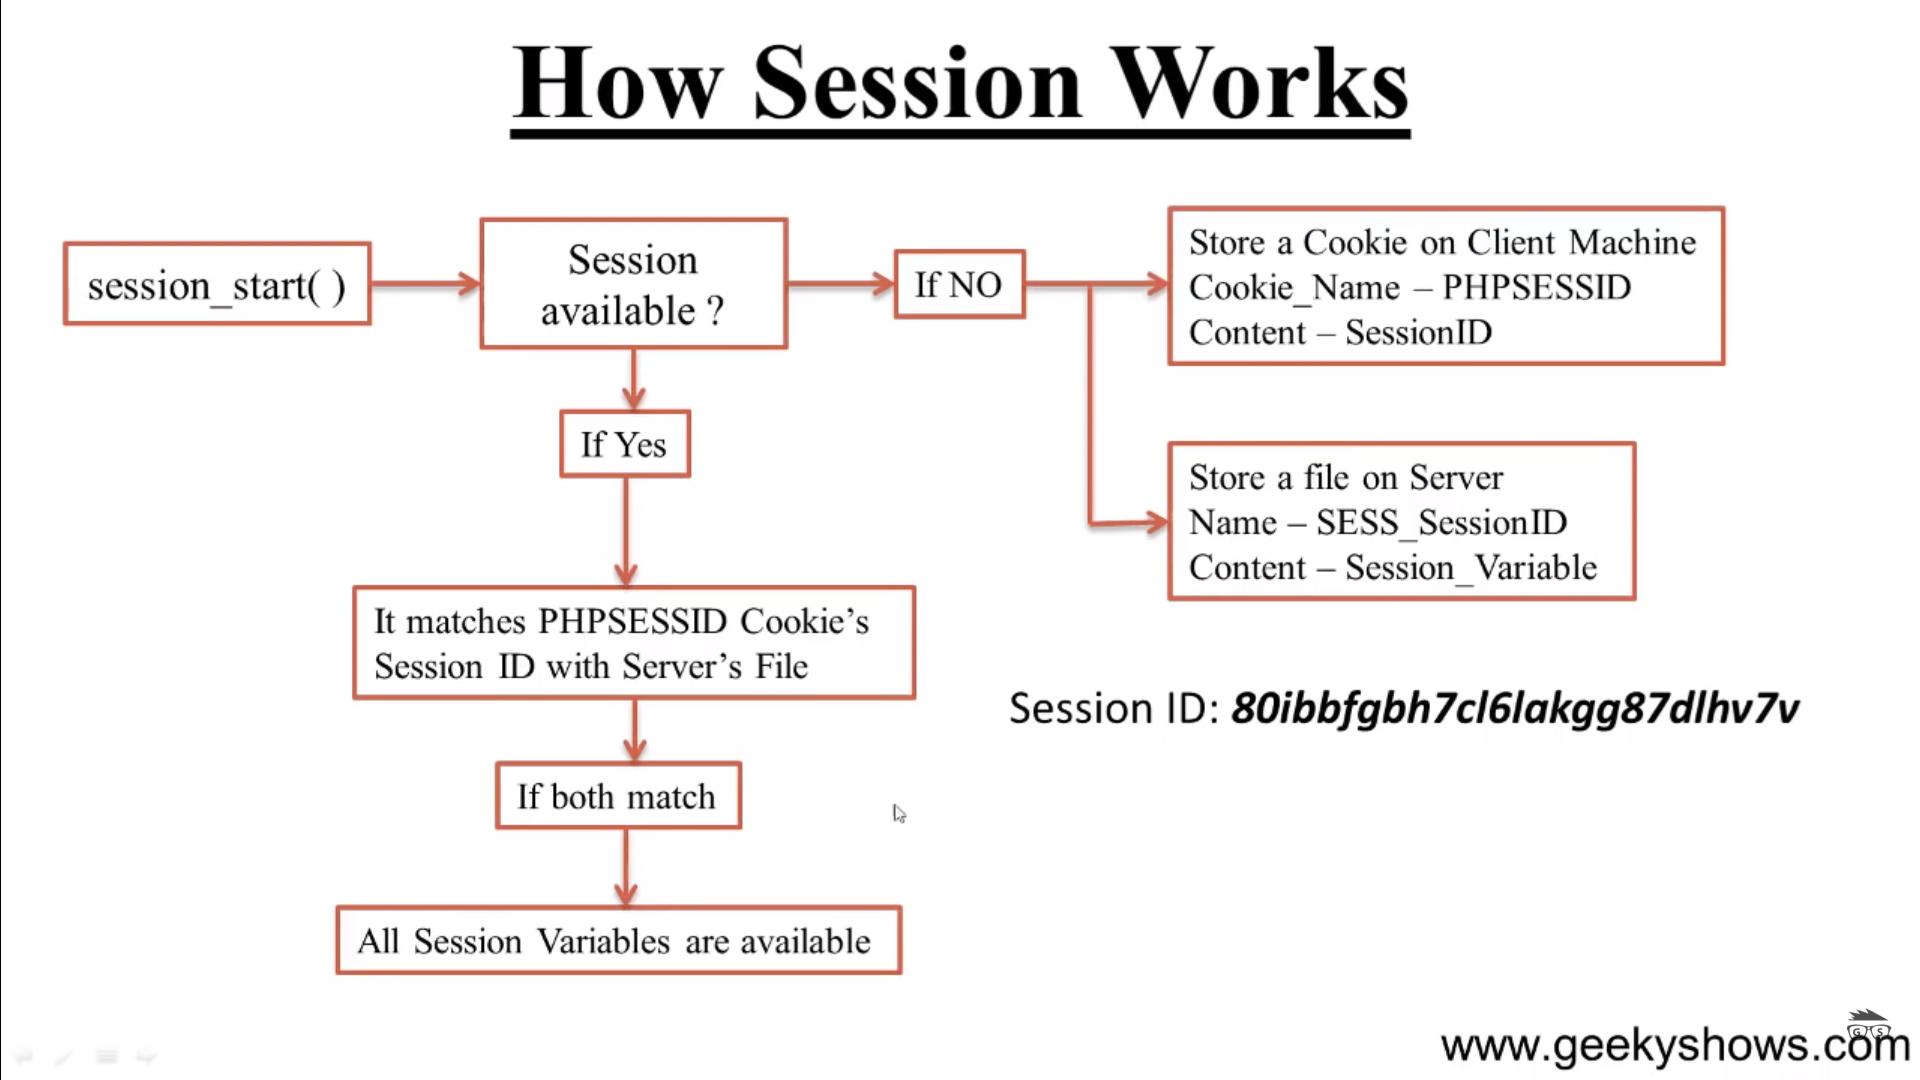 How Session Works
session_start( )
Session
available ?
If NO
Store a Cookie on Client Machine
Cookie_Name – PHPSESSID
Content – SessionID
If Yes
Store a file on Server
Name – SESS_SessionID
Content – Session_Variable
It matches PHPSESSID Cookie’s
Session ID with Server’s File
Session ID: 80ibbfgbh7cl6lakgg87dlhv7v
If both match
All Session Variables are available
G S
www.geekyshows.com